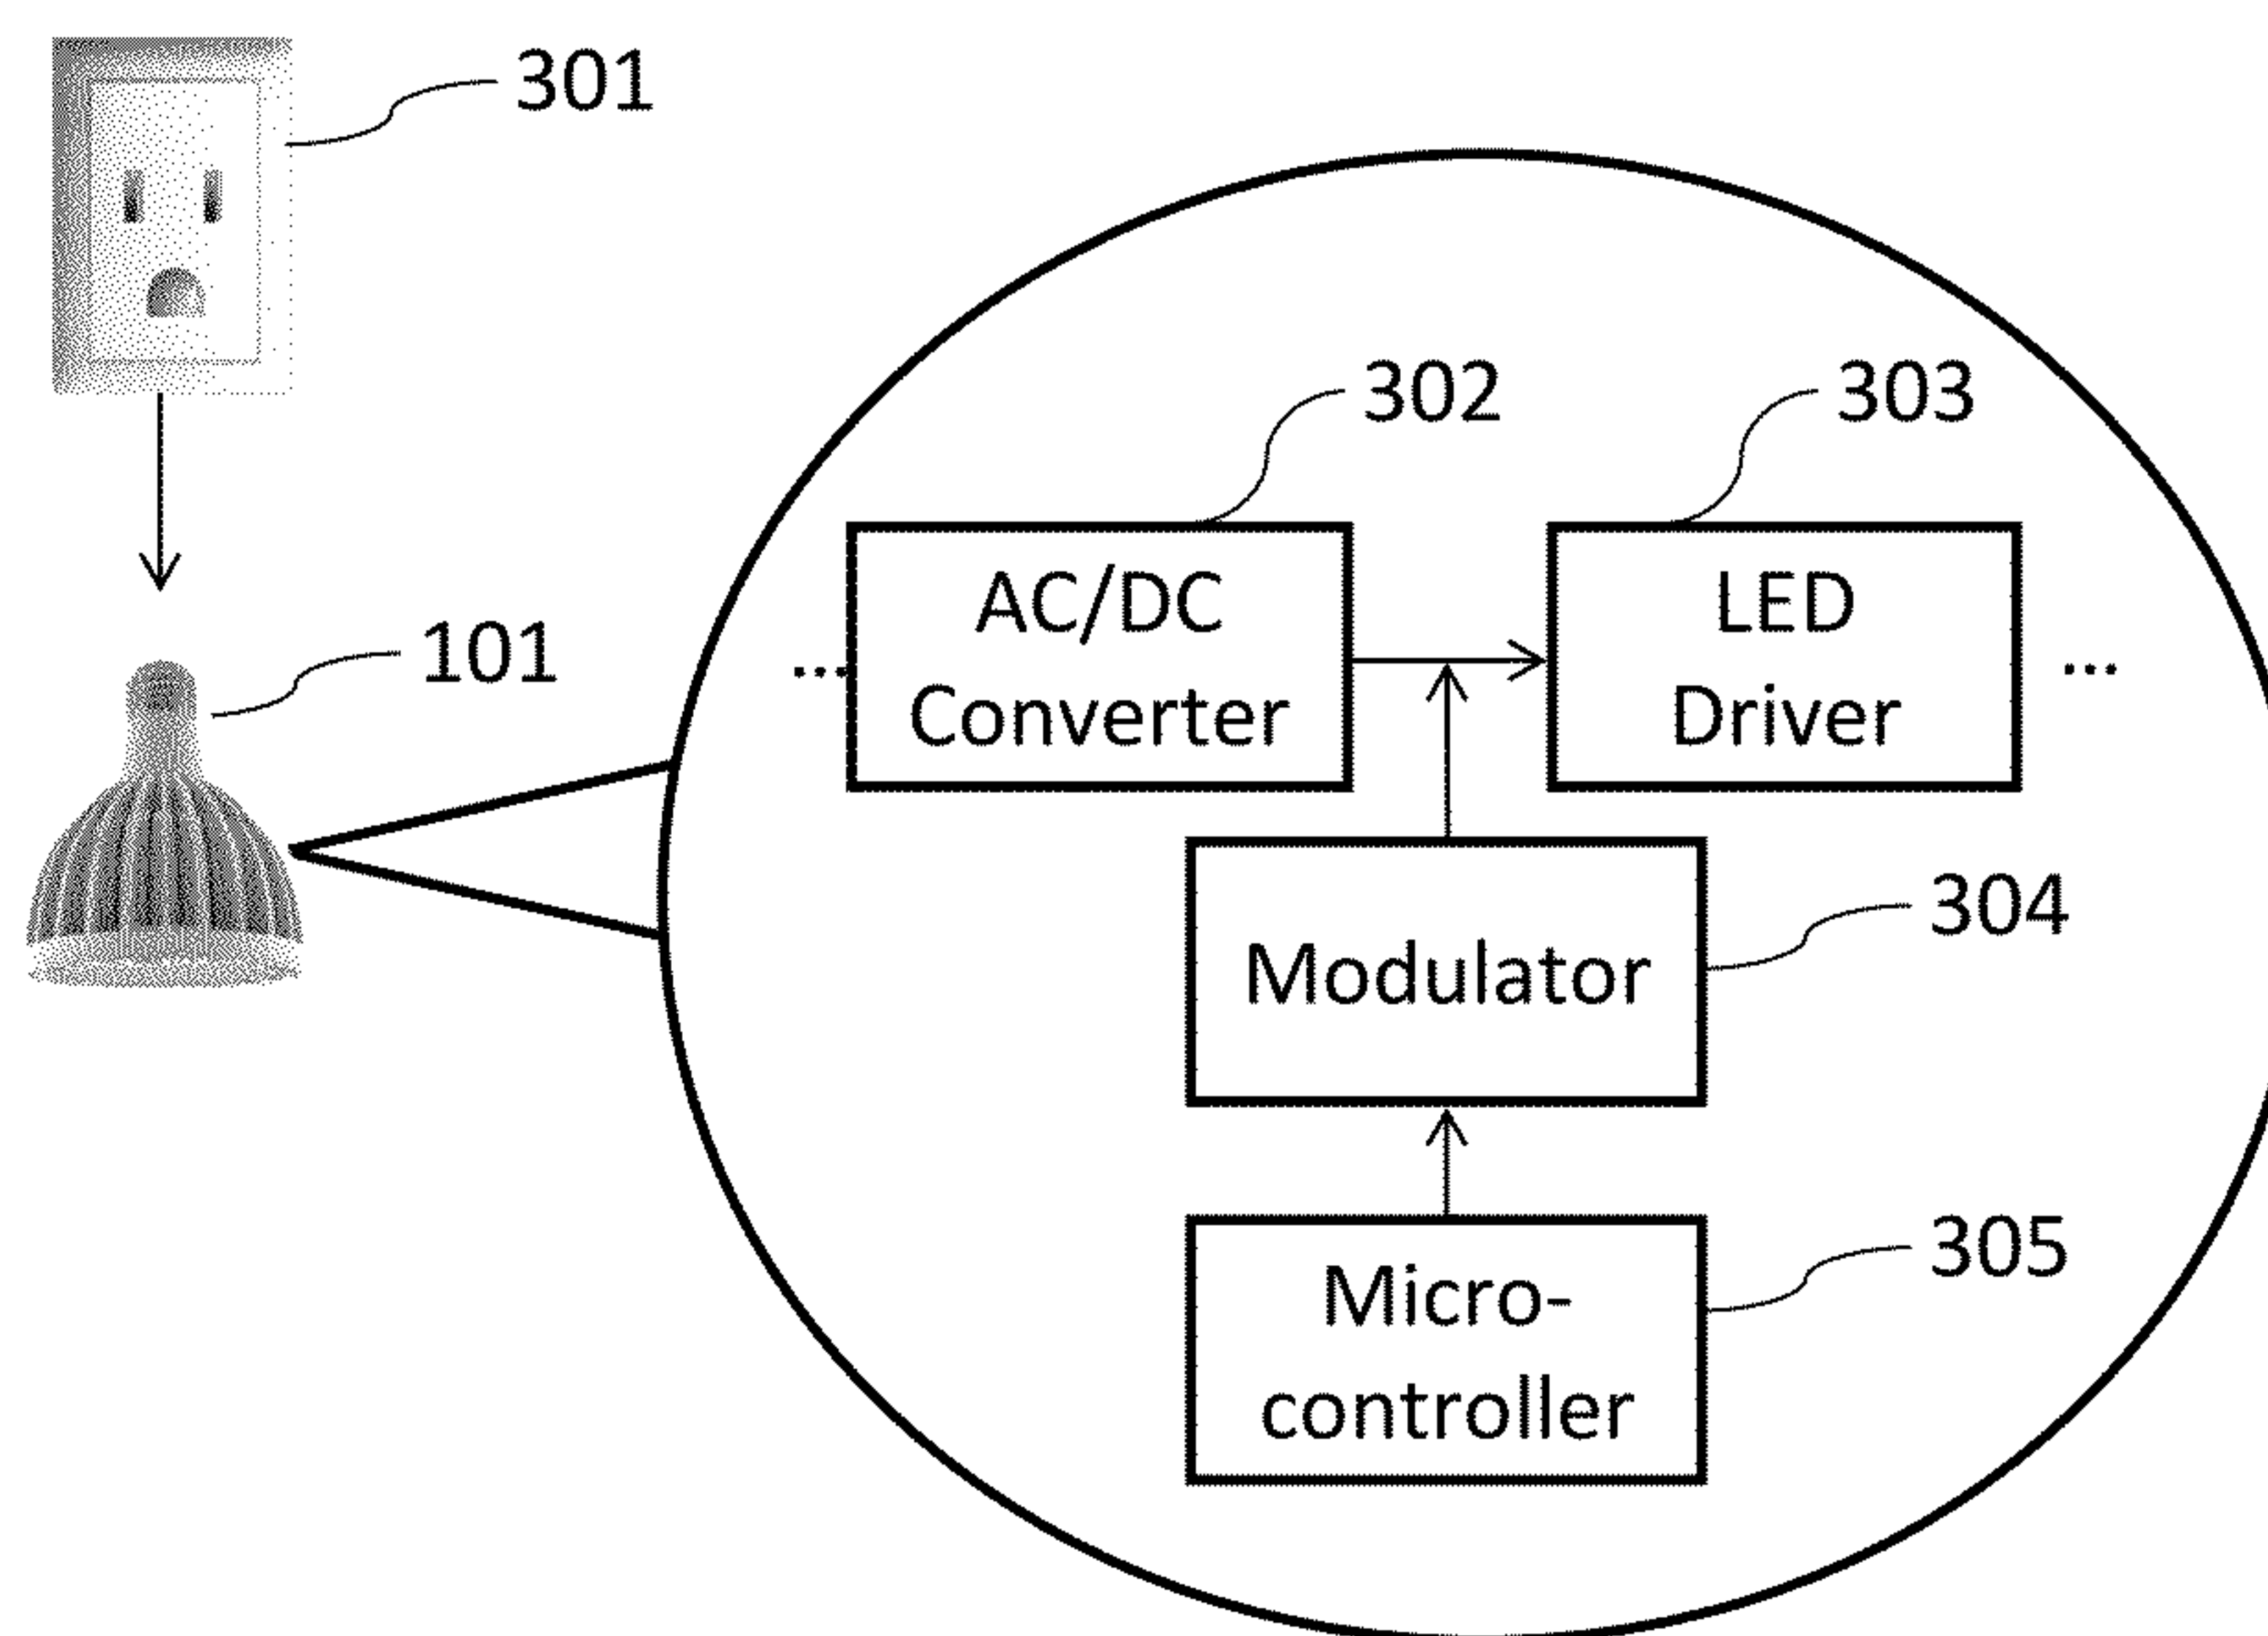 301
302
303
101
AC/DC
Converter
LED
Driver
...
...
Modulator
304
Micro-
controller
305